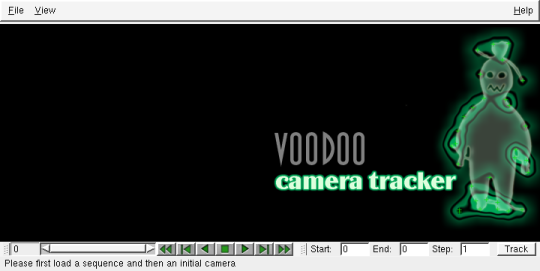 File View Help
VOODOO
camera tracker
0 Start: 0 End: 0 Step: 1 Track
Please first load a sequence and then an initial camera